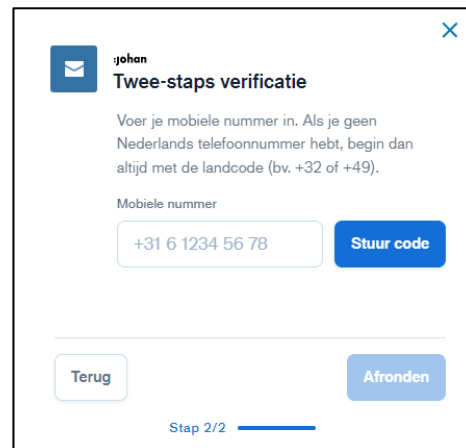 :johan
Twee-staps verificatie
Voer je mobiele nummer in. Als je geen
Nederlands telefoonnummer hebt, begin dan
altijd met de landcode (bv. +32 of +49).
Mobiele nummer
+31 6 1234 56 78
Stuur code
Terug
Afronden
Stap 2/2